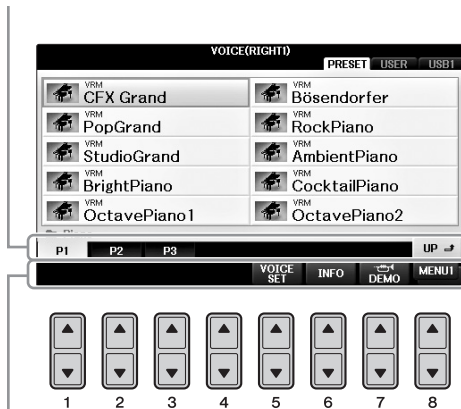 VOICE(RIGHT1)
PRESET USER USB1
VRM
CFX Grand
VRM
Bösendorfer
VRM
PopGrand
VRM
RockPiano
VRM
StudioGrand
VRM
AmbientPiano
VRM
BrightPiano
VRM
CocktailPiano
VRM
OctavePiano1
VRM
OctavePiano2
P1 P2 P3 UP
VOICE SET INFO DEMO MENU1
1 2 3 4 5 6 7 8